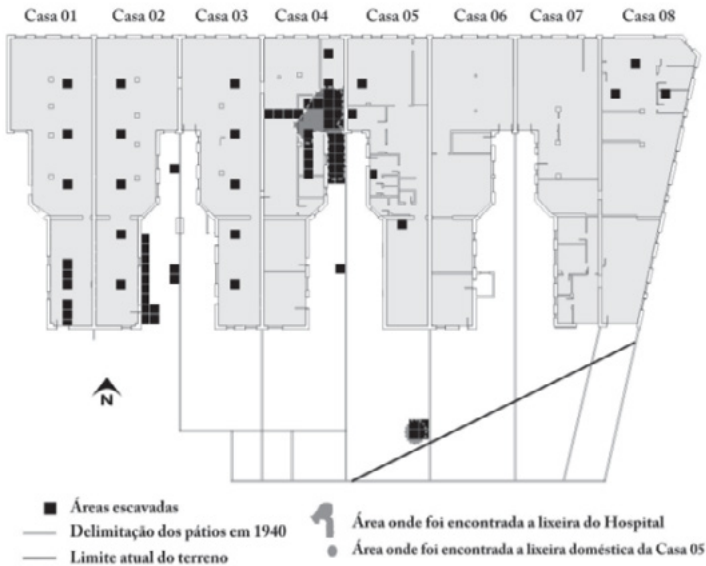 Casa 01 Casa 02 Casa 03 Casa 04 Casa 05 Casa 06 Casa 07 Casa 08
N
Áreas escavadas
Delimitação dos pátios em 1940
Limite atual do terreno
Área onde foi encontrada a lixeira do Hospital
Área onde foi encontrada a lixeira doméstica da Casa 05